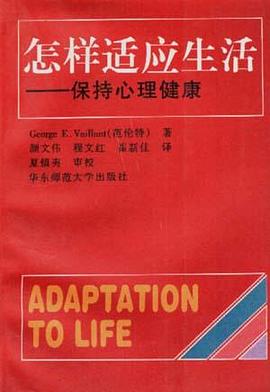 怎样适应生活
——保持心理健康
George E. Vaillant(范伦特) 著
颜文伟 程文红 崔新佳 译
夏镇夷 审校
华东师范大学出版社
ADAPTATION
TO LIFE